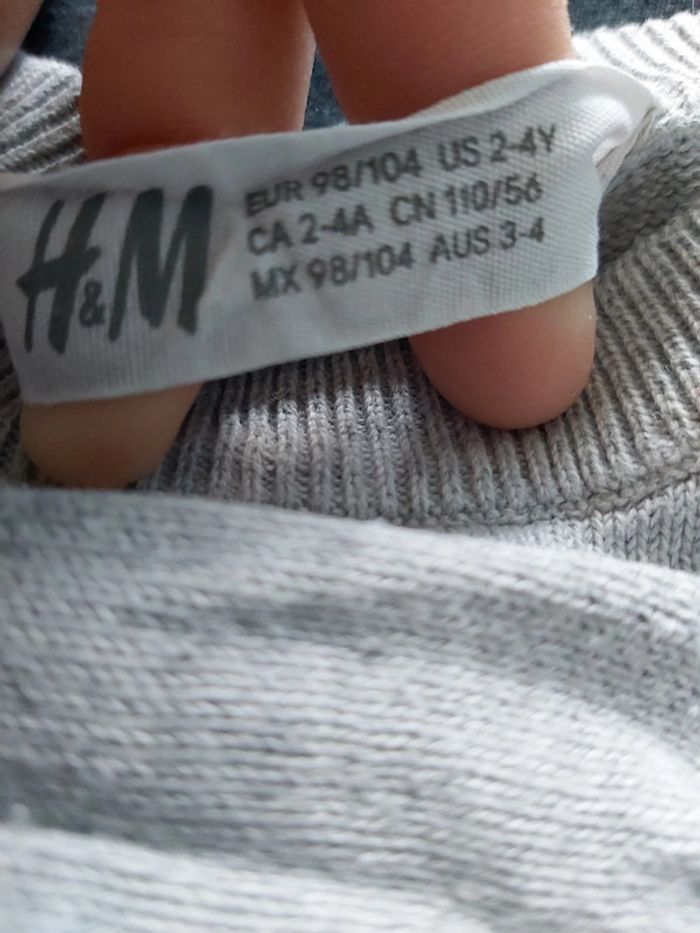 H&M
EUR 98/104 US 2-4Y
CA 2-4A CN 110/56
MX 98/104 AUS 3-4